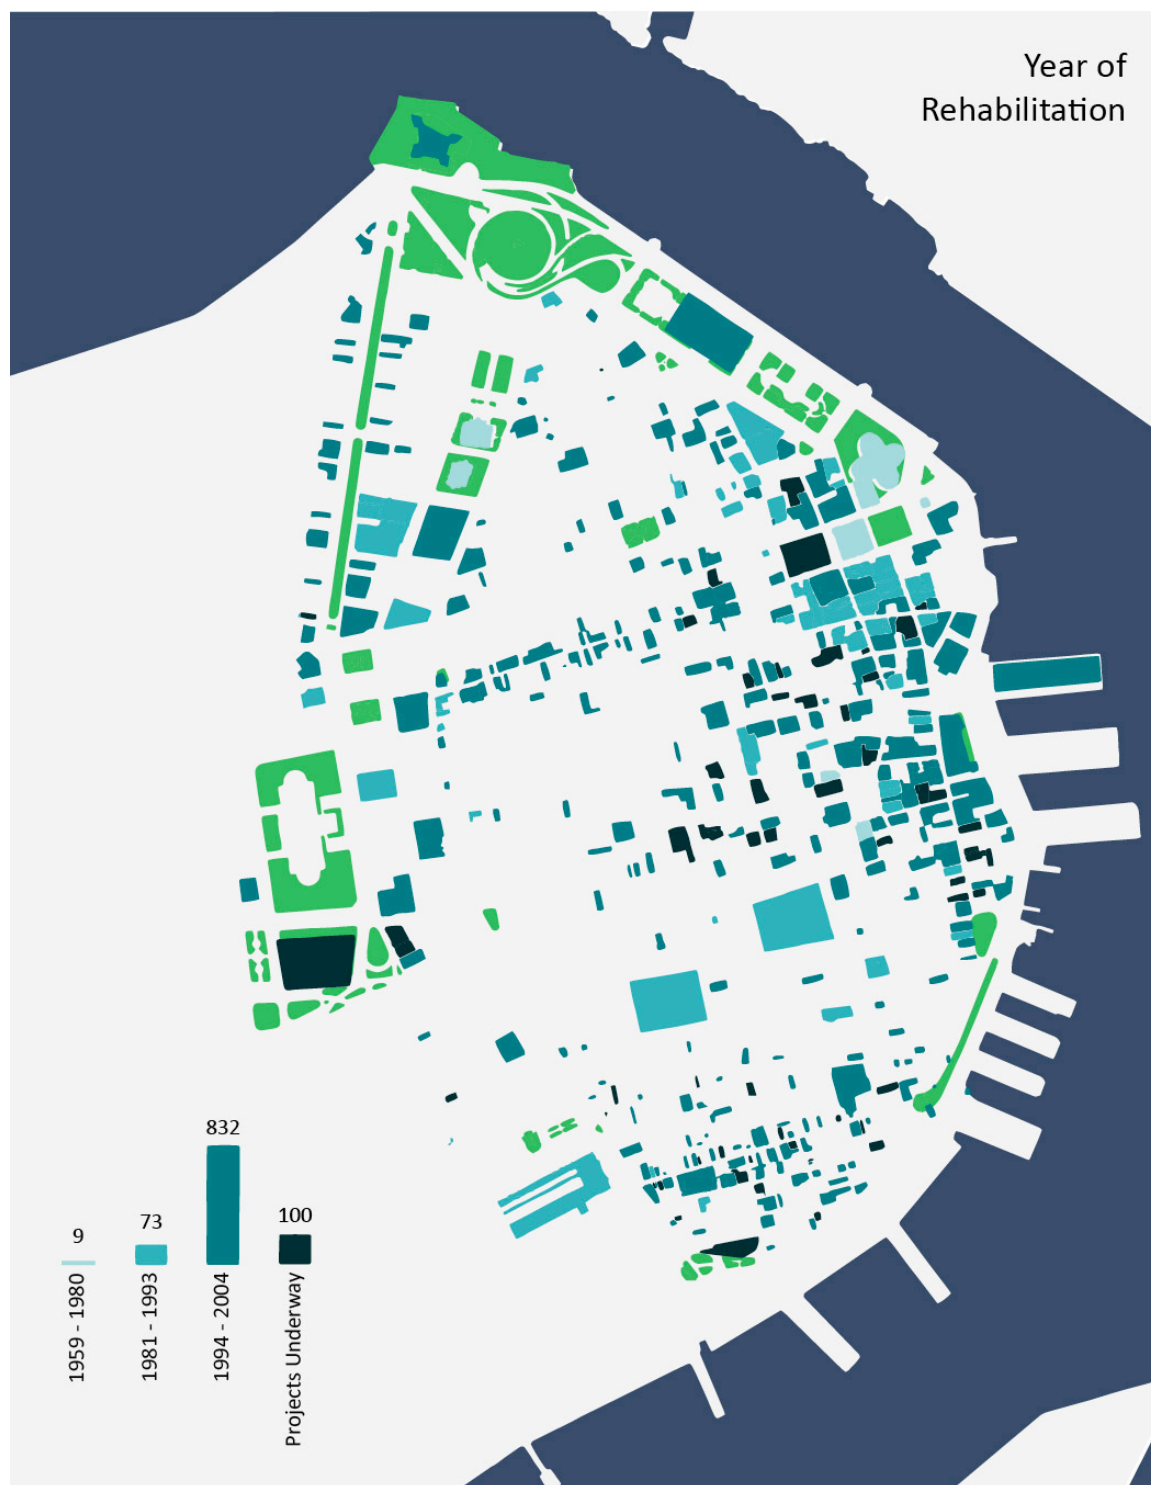 Year of
Rehabilitation
832
100
73
9
1959 - 1980
1981 - 1993
1994 - 2004
Projects Underway